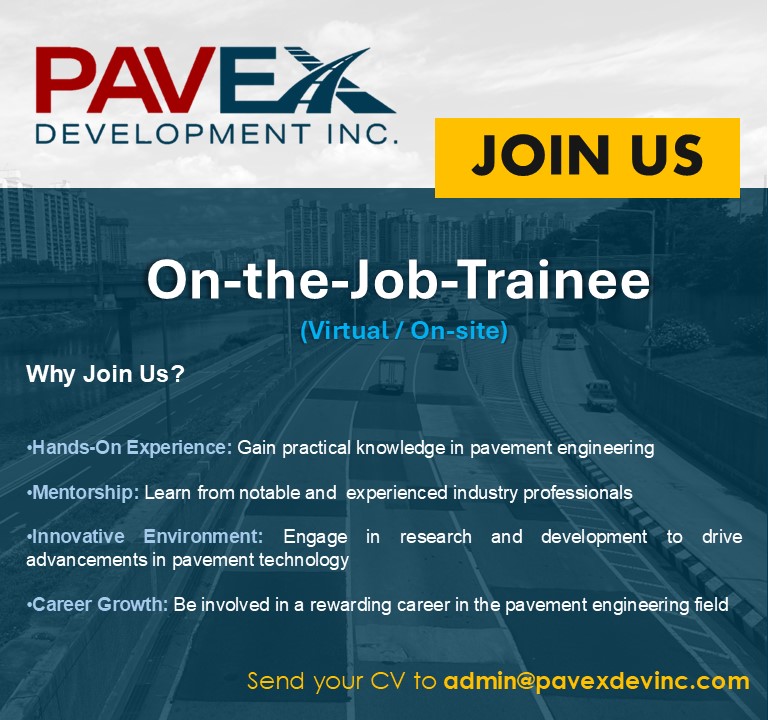 PAVEX
DEVELOPMENT INC.
JOIN US
On-the-Job-Trainee
(Virtual / On-site)
Why Join Us?
•Hands-On Experience: Gain practical knowledge in pavement engineering
•Mentorship: Learn from notable and experienced industry professionals
•Innovative Environment: Engage in research and development to drive
advancements in pavement technology
•Career Growth: Be involved in a rewarding career in the pavement engineering field
Send your CV to admin@pavexdevinc.com